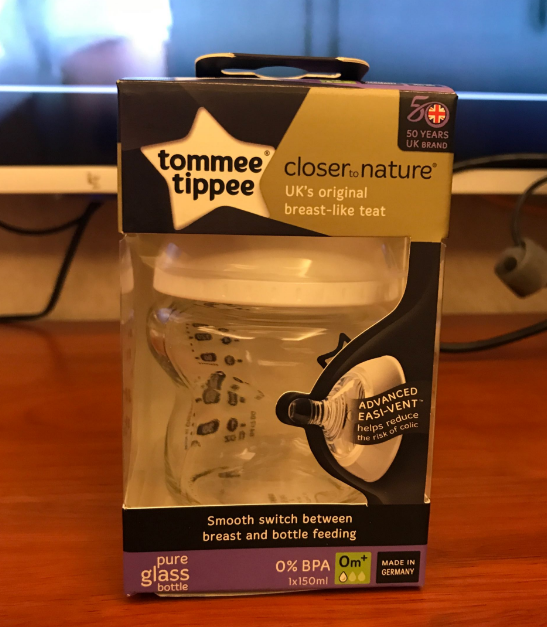 50 YEARS
UK BRAND
tommee®
tippee
closer to nature®
UK's original
breast-like teat
ADVANCED
EASI-VENT™
helps reduce
the risk of colic
Smooth switch between
breast and bottle feeding
pure
glass
bottle
0% BPA
1x150ml
0m+
MADE IN
GERMANY